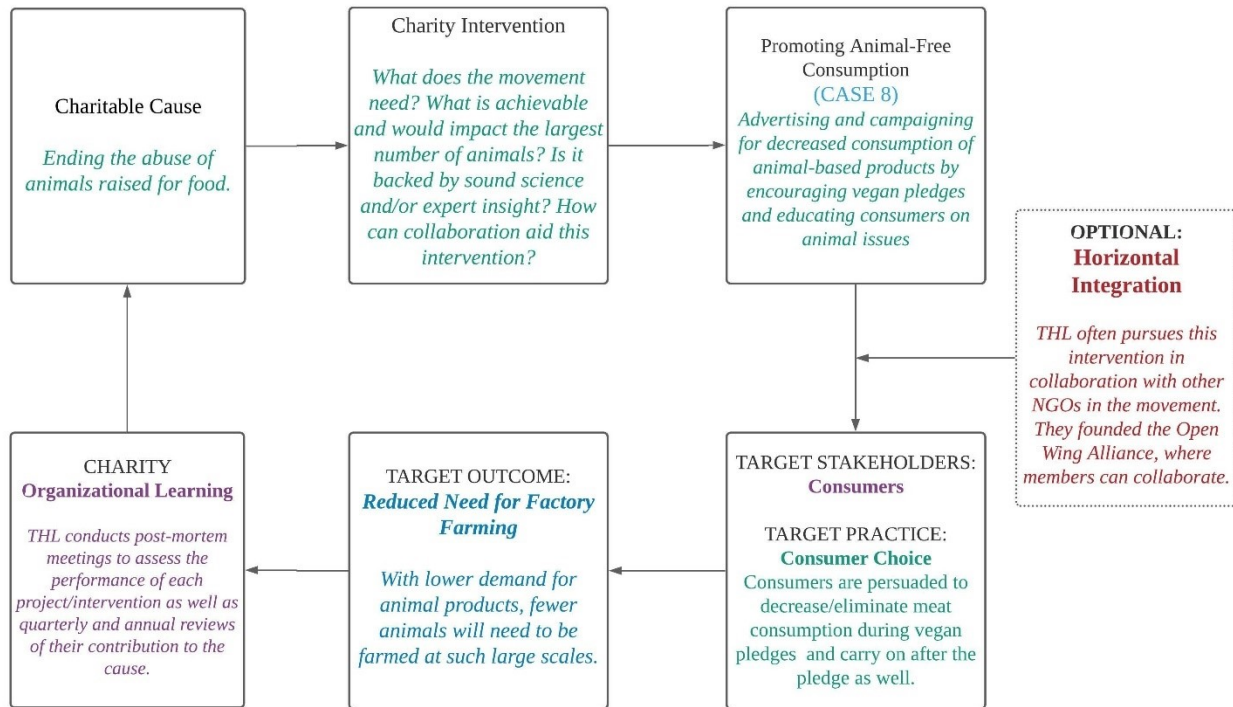 Charitable Cause
Ending the abuse of
animals raised for food.
Charity Intervention
What does the movement
need? What is achievable
and would impact the largest
number of animals? Is it
backed by sound science
and/or expert insight? How
can collaboration aid this
intervention?
Promoting Animal-Free
Consumption
(CASE 8)
Advertising and campaigning
for decreased consumption of
animal-based products by
encouraging vegan pledges
and educating consumers on
animal issues
OPTIONAL:
Horizontal
Integration
THL often pursues this
intervention in
collaboration with other
NGOs in the movement.
They founded the Open
Wing Alliance, where
members can collaborate.
TARGET STAKEHOLDERS:
Consumers
TARGET PRACTICE:
Consumer Choice
Consumers are persuaded to
decrease/eliminate meat
consumption during vegan
pledges and carry on after the
pledge as well.
TARGET OUTCOME:
Reduced Need for Factory
Farming
With lower demand for
animal products, fewer
animals will need to be
farmed at such large scales.
CHARITY
Organizational Learning
THL conducts post-mortem
meetings to assess the
performance of each
project/intervention as well as
quarterly and annual reviews
of their contribution to the
cause.